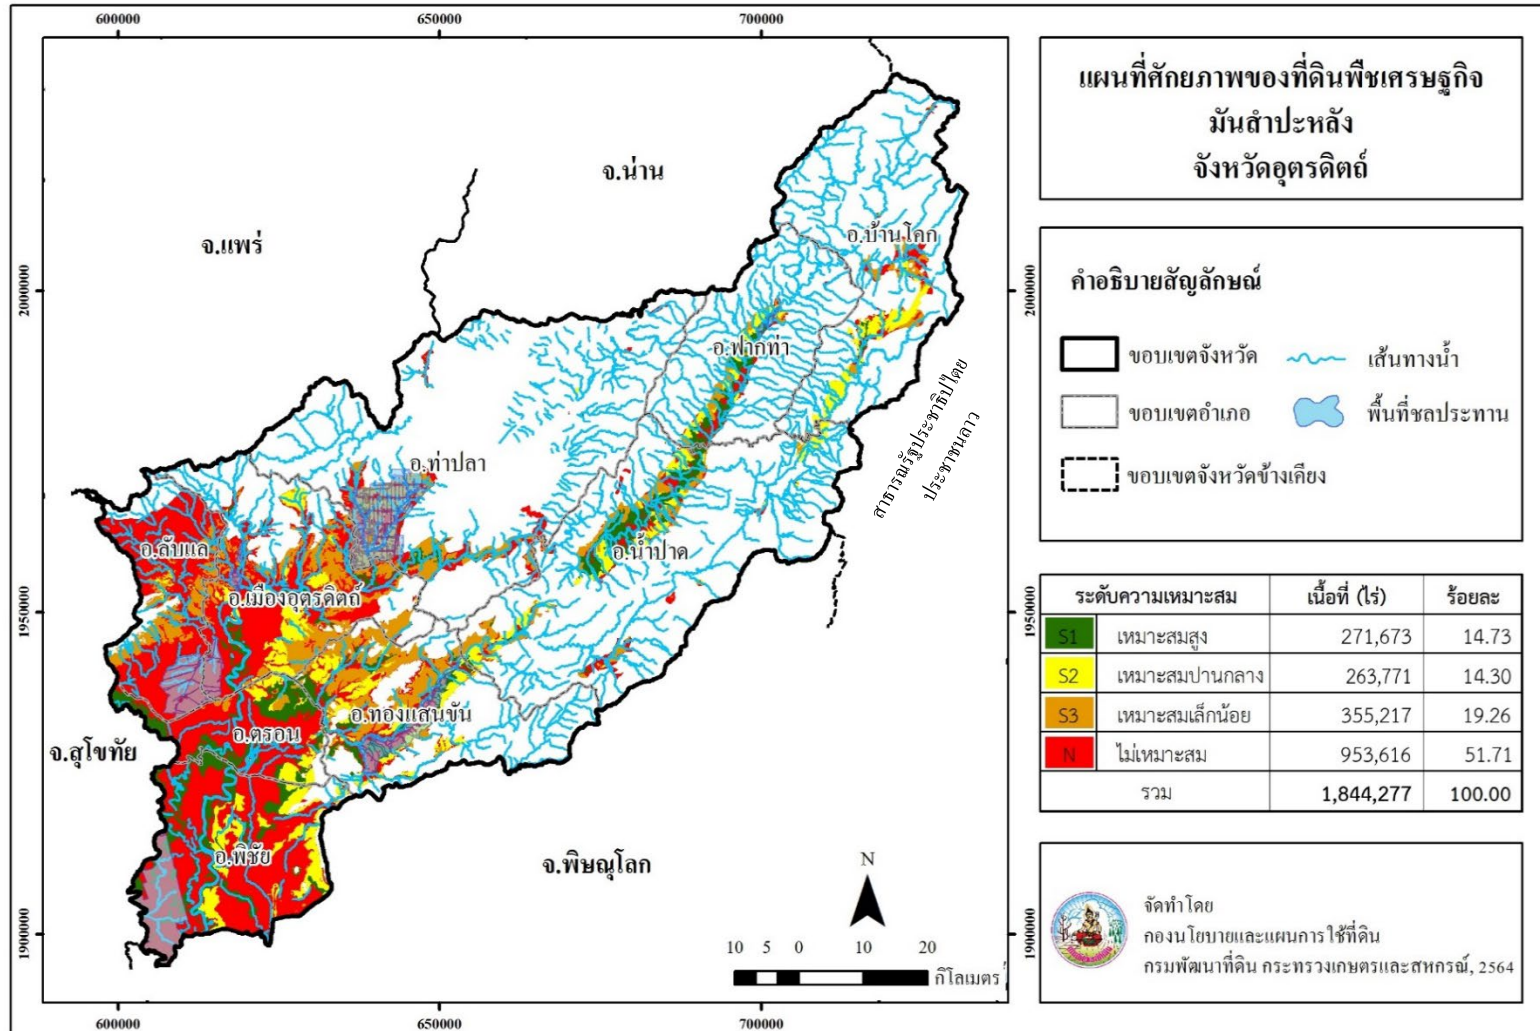 600000
650000
700000
2000000
1950000
1900000
จ.น่าน
จ.แพร่
อ.บ้านโคก
อ.ฟากท่า
สาธารณรัฐประชาธิปไตย
ประชาชนลาว
อ.ท่าปลา
อ.ลับแล
อ.น้ำปาด
อ.เมืองอุตรดิตถ์
อ.ทองแสนขัน
อ.ตรอน
จ.สุโขทัย
อ.พิชัย
จ.พิษณุโลก
N
10 5 0 10 20
กิโลเมตร
2000000
1950000
1900000
600000
650000
700000
แผนที่ศักยภาพของที่ดินพืชเศรษฐกิจ
มันสำปะหลัง
จังหวัดอุตรดิตถ์
คำอธิบายสัญลักษณ์
ขอบเขตจังหวัด
เส้นทางน้ำ
ขอบเขตอำเภอ
พื้นที่ชลประทาน
ขอบเขตจังหวัดข้างเคียง
ระดับความเหมาะสม เนื้อที่ (ไร่) ร้อยละ
S1 เหมาะสมสูง 271,673 14.73
S2 เหมาะสมปานกลาง 263,771 14.30
S3 เหมาะสมเล็กน้อย 355,217 19.26
N ไม่เหมาะสม 953,616 51.71
รวม 1,844,277 100.00
จัดทำโดย
กองนโยบายและแผนการใช้ที่ดิน
กรมพัฒนาที่ดิน กระทรวงเกษตรและสหกรณ์, 2564